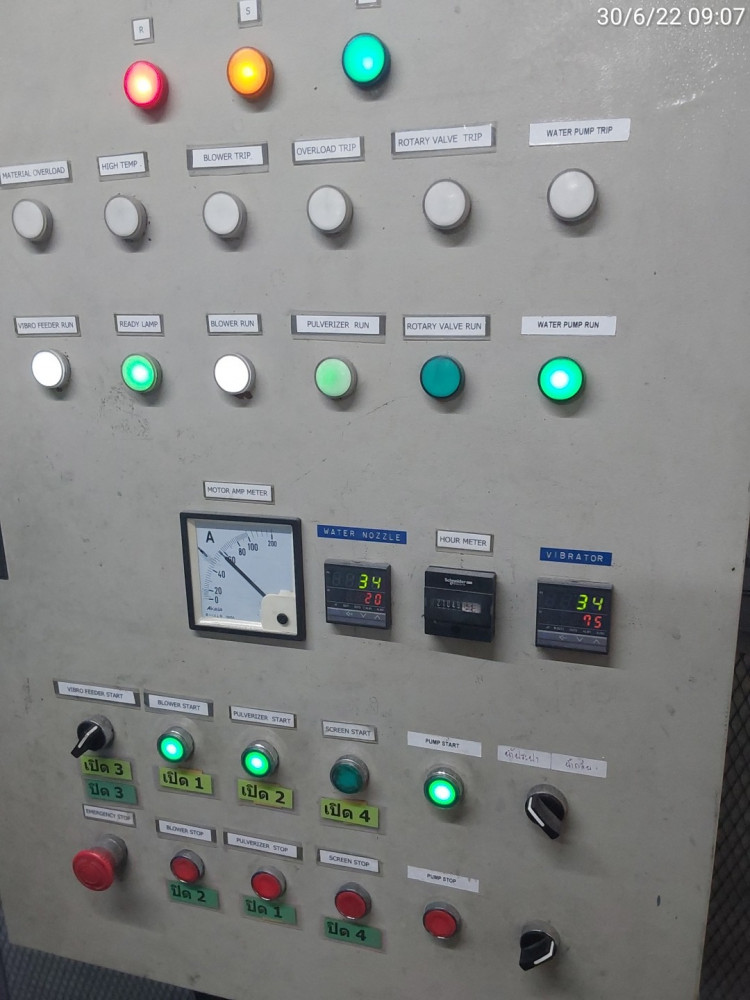 30/6/22 09:07
R
S
MATERIAL OVERLOAD
HIGH TEMP
BLOWER TRIP
OVERLOAD TRIP
ROTARY VALVE TRIP
WATER PUMP TRIP
VIBRO FEEDER RUN
READY LAMP
BLOWER RUN
PULVERIZER RUN
ROTARY VALVE RUN
WATER PUMP RUN
MOTOR AMP METER
WATER NOZZLE
HOUR METER
VIBRATOR
A
80 100 200
40
20
0
34
20
Schneider
34
75
VIBRO FEEDER START
BLOWER START
PULVERIZER START
SCREEN START
PUMP START
เปิด 3
ปิด 3
เปิด 1
เปิด 2
เปิด 4
EMERGENCY STOP
BLOWER STOP
PULVERIZER STOP
SCREEN STOP
PUMP STOP
ปิด 2
ปิด 1
ปิด 4